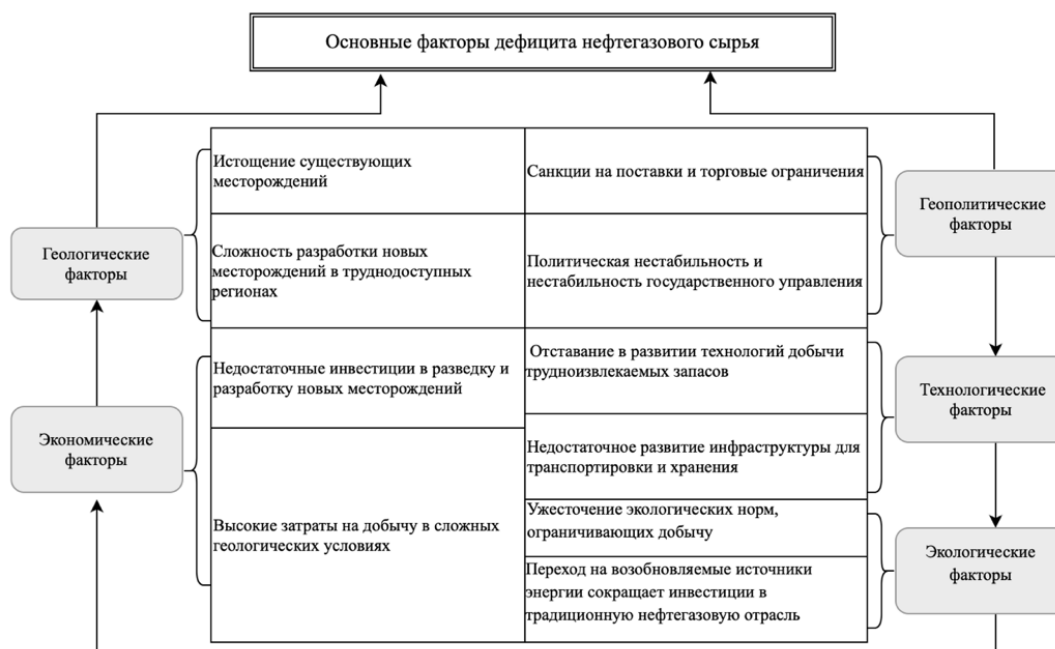 Основные факторы дефицита нефтегазового сырья
Геологические
факторы
Истощение существующих
месторождений
Сложность разработки новых
месторождений в труднодоступных
регионах
Экономические
факторы
Недостаточные инвестиции в разведку и
разработку новых месторождений
Высокие затраты на добычу в сложных
геологических условиях
Санкции на поставки и торговые ограничения
Политическая нестабильность и
нестабильность государственного управления
Геополитические
факторы
Отставание в развитии технологий добычи
трудноизвлекаемых запасов
Недостаточное развитие инфраструктуры для
транспортировки и хранения
Технологические
факторы
Ужесточение экологических норм,
ограничивающих добычу
Переход на возобновляемые источники
энергии сокращает инвестиции в
традиционную нефтегазовую отрасль
Экологические
факторы